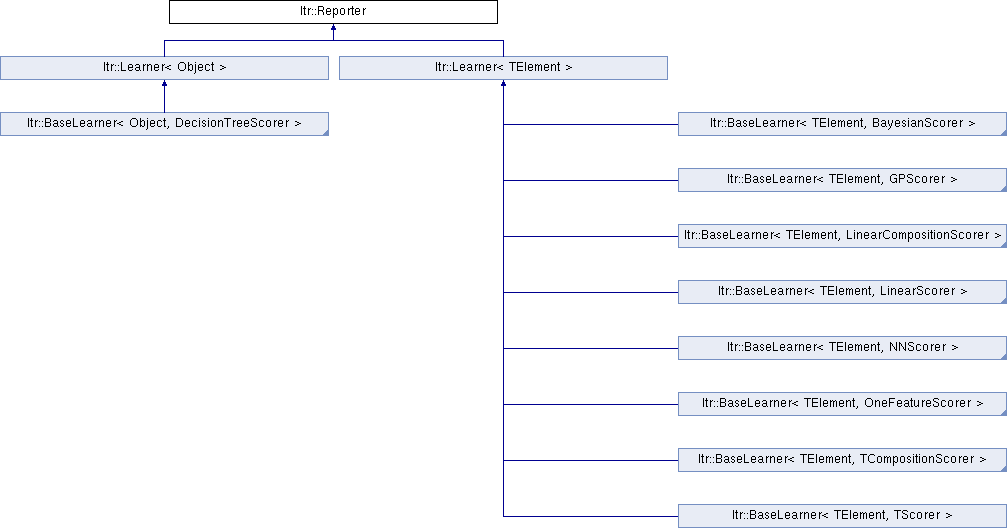 ltr::Reporter
ltr::Learner< Object >
ltr::Learner< TElement >
ltr::BaseLearner< Object, DecisionTreeScorer >
ltr::BaseLearner< TElement, BayesianScorer >
ltr::BaseLearner< TElement, GPScorer >
ltr::BaseLearner< TElement, LinearCompositionScorer >
ltr::BaseLearner< TElement, LinearScorer >
ltr::BaseLearner< TElement, NNScorer >
ltr::BaseLearner< TElement, OneFeatureScorer >
ltr::BaseLearner< TElement, TCompositionScorer >
ltr::BaseLearner< TElement, TScorer >